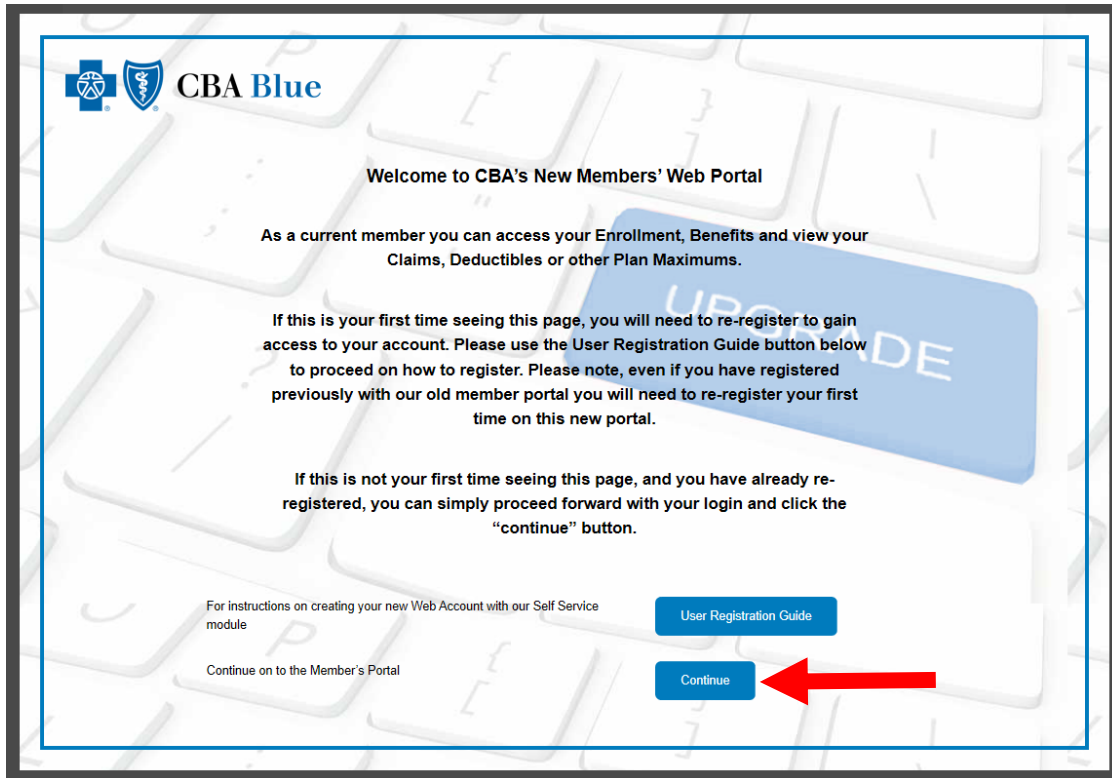 CBA Blue
Welcome to CBA's New Members' Web Portal
As a current member you can access your Enrollment, Benefits and view your
Claims, Deductibles or other Plan Maximums.
If this is your first time seeing this page, you will need to re-register to gain
access to your account. Please use the User Registration Guide button below
to proceed on how to register. Please note, even if you have registered
previously with our old member portal you will need to re-register your first
time on this new portal.
UPGRADE
If this is not your first time seeing this page, and you have already re-
registered, you can simply proceed forward with your login and click the
“continue” button.
For instructions on creating your new Web Account with our Self Service
module
User Registration Guide
Continue on to the Member's Portal
Continue